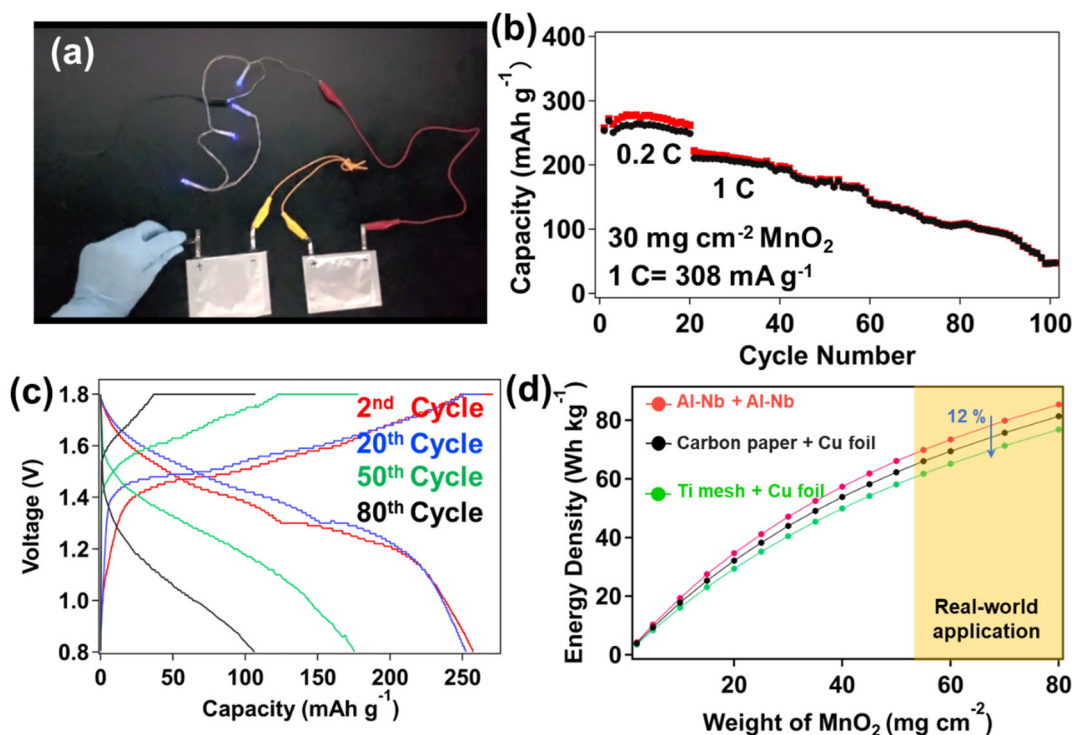 (a)
+
-
+
-
(b)
Capacity (mAh g⁻¹)
400
300
200
100
0
0.2 C
1 C
30 mg cm⁻² MnO₂
1 C= 308 mA g⁻¹
0 20 40 60 80 100
Cycle Number
(c)
Voltage (V)
1.8
1.6
1.4
1.2
1.0
0.8
2ⁿᵈ Cycle
20ᵗʰ Cycle
50ᵗʰ Cycle
80ᵗʰ Cycle
0 50 100 150 200 250
Capacity (mAh g⁻¹)
(d)
Energy Density (Wh kg⁻¹)
80
60
40
20
0
Al-Nb + Al-Nb
Carbon paper + Cu foil
Ti mesh + Cu foil
12 %
Real-world
application
20 40 60 80
Weight of MnO₂ (mg cm⁻²)